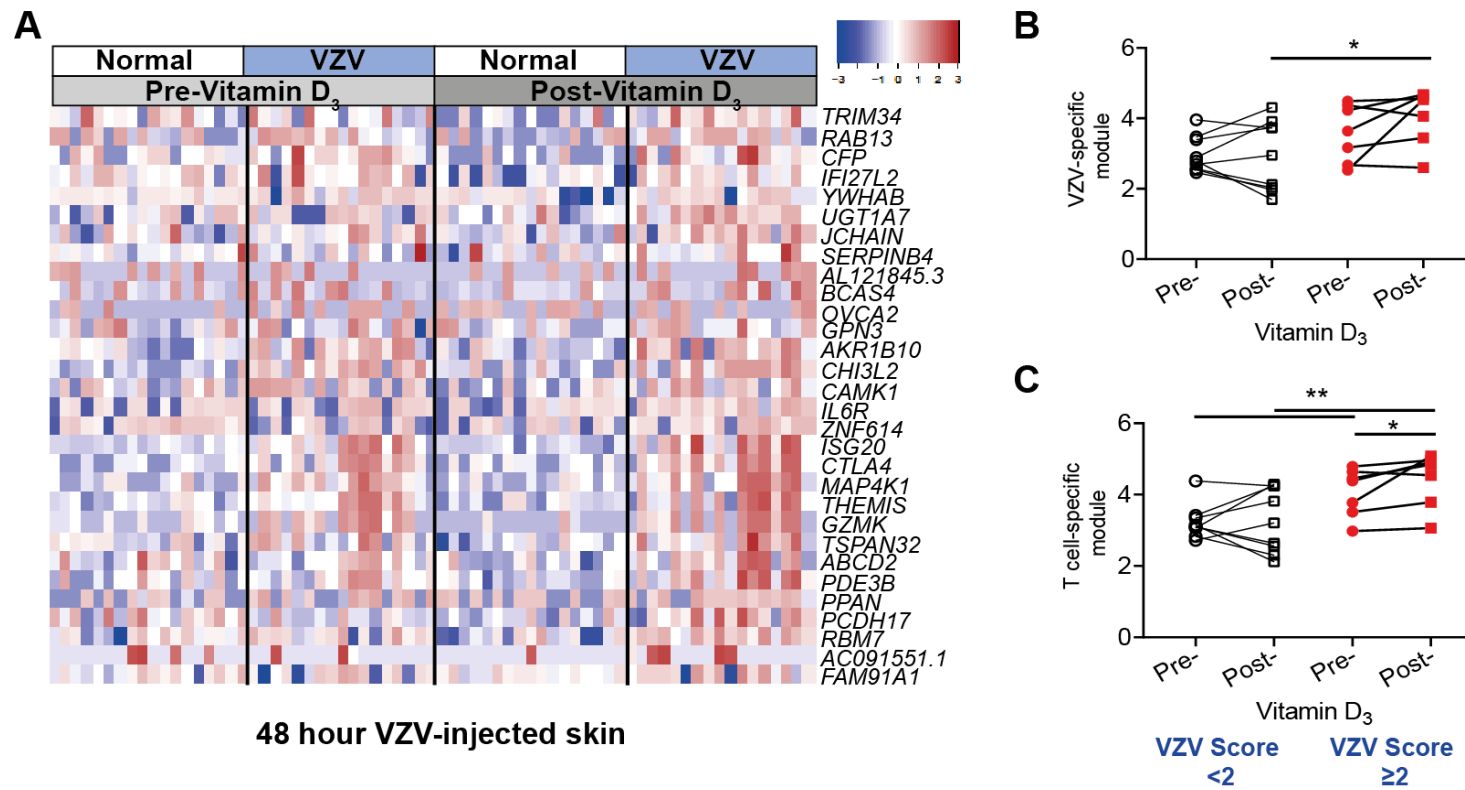 A
Normal VZV Normal VZV
Pre-Vitamin D3 Post-Vitamin D3
−3 −1 0 1 2 3
TRIM34
RAB13
CFP
IFI27L2
YWHAB
UGT1A7
JCHAIN
SERPINB4
AL121845.3
BCAS4
OVCA2
GPN3
AKR1B10
CHI3L2
CAMK1
IL6R
ZNF614
ISG20
CTLA4
MAP4K1
THEMIS
GZMK
TSPAN32
ABCD2
PDE3B
PPAN
PCDH17
RBM7
AC091551.1
FAM91A1
48 hour VZV-injected skin
B
*
6
4
2
0
VZV-specific
module
Pre- Post- Pre- Post-
Vitamin D3
C
**
*
6
4
2
0
T cell-specific
module
Pre- Post- Pre- Post-
Vitamin D3
VZV Score VZV Score
<2 ≥2